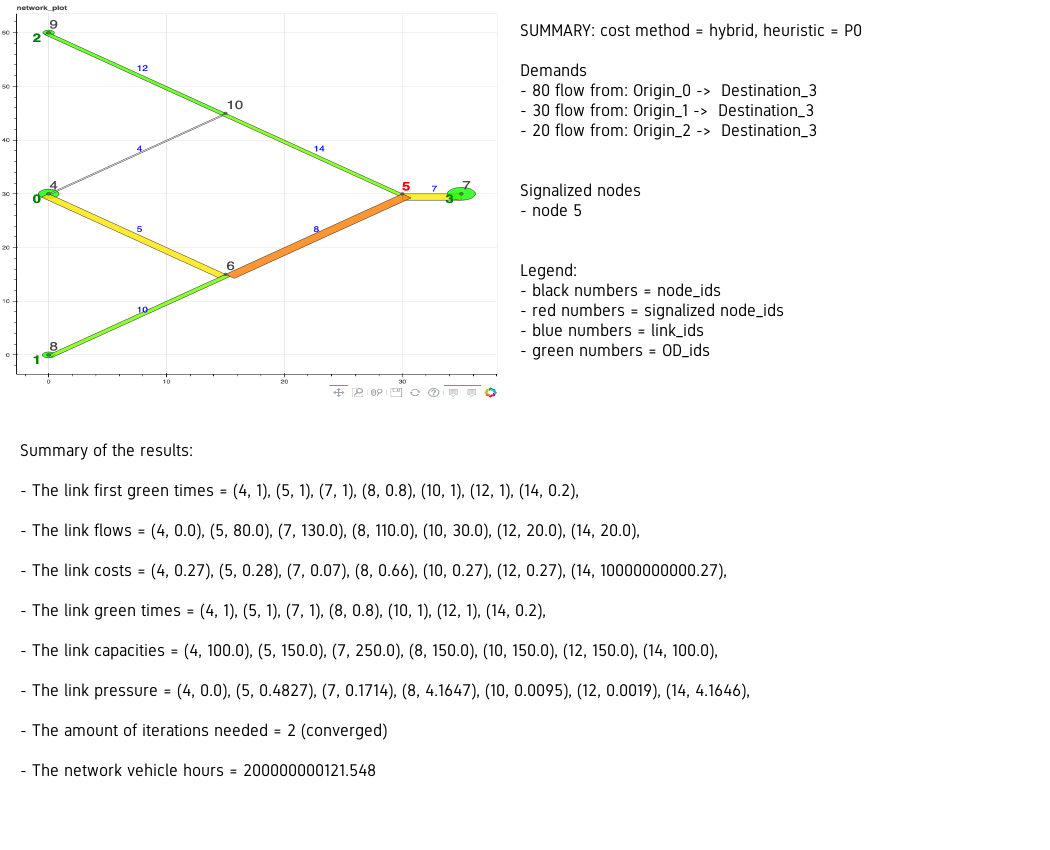 network_plot
60
50
40
30
20
10
0
0
10
20
30
9
2
12
10
4
14
4
0
5
7
7
3
5
8
6
10
8
1
SUMMARY: cost method = hybrid, heuristic = P0
Demands
- 80 flow from: Origin_0 -> Destination_3
- 30 flow from: Origin_1 -> Destination_3
- 20 flow from: Origin_2 -> Destination_3
Signalized nodes
- node 5
Legend:
- black numbers = node_ids
- red numbers = signalized node_ids
- blue numbers = link_ids
- green numbers = OD_ids
Summary of the results:
- The link first green times = (4, 1), (5, 1), (7, 1), (8, 0.8), (10, 1), (12, 1), (14, 0.2),
- The link flows = (4, 0.0), (5, 80.0), (7, 130.0), (8, 110.0), (10, 30.0), (12, 20.0), (14, 20.0),
- The link costs = (4, 0.27), (5, 0.28), (7, 0.07), (8, 0.66), (10, 0.27), (12, 0.27), (14, 10000000000.27),
- The link green times = (4, 1), (5, 1), (7, 1), (8, 0.8), (10, 1), (12, 1), (14, 0.2),
- The link capacities = (4, 100.0), (5, 150.0), (7, 250.0), (8, 150.0), (10, 150.0), (12, 150.0), (14, 100.0),
- The link pressure = (4, 0.0), (5, 0.4827), (7, 0.1714), (8, 4.1647), (10, 0.0095), (12, 0.0019), (14, 4.1646),
- The amount of iterations needed = 2 (converged)
- The network vehicle hours = 200000000121.548